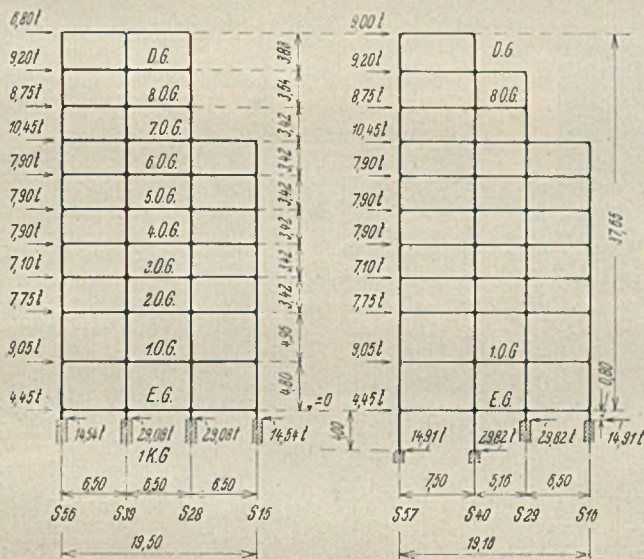 6,80 t
9,20 t
8,75 t
10,45 t
7,90 t
7,90 t
7,90 t
7,10 t
7,75 t
9,05 t
4,45 t
D.G.
8.O.G.
7.O.G.
6.O.G.
5.O.G.
4.O.G.
3.O.G.
2.O.G.
1.O.G.
E.G.
3,54
3,42
3,42
3,42
3,42
3,42
3,42
4,95
4,80
±0
14,54 t 29,08 t 29,08 t 14,54 t
1 K.G
6,50 6,50 6,50
S56 S39 S28 S15
19,50
9,00 t
9,20 t
8,75 t
10,45 t
7,90 t
7,90 t
7,90 t
7,10 t
7,75 t
9,05 t
4,45 t
D.G.
8 O.G.
1.O.G
E.G.
37,65
0,80
4,00
14,91 t 29,82 t 29,82 t 14,91 t
7,50 5,16 6,50
S57 S40 S29 S16
19,16